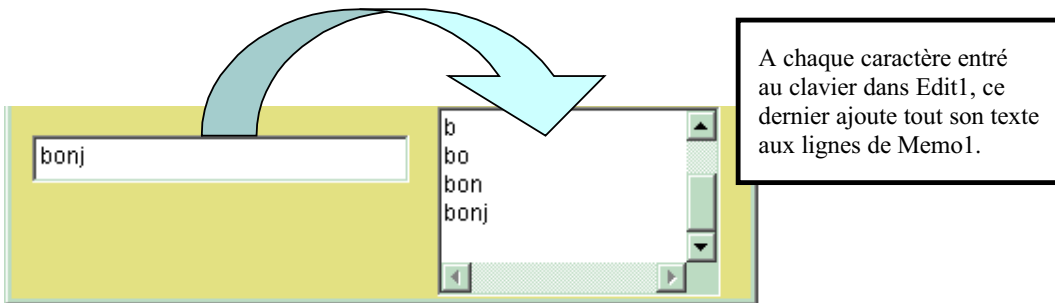 A chaque caractère entré
au clavier dans Edit1, ce
dernier ajoute tout son texte
aux lignes de Memo1.
bonj
b
bo
bon
bonj